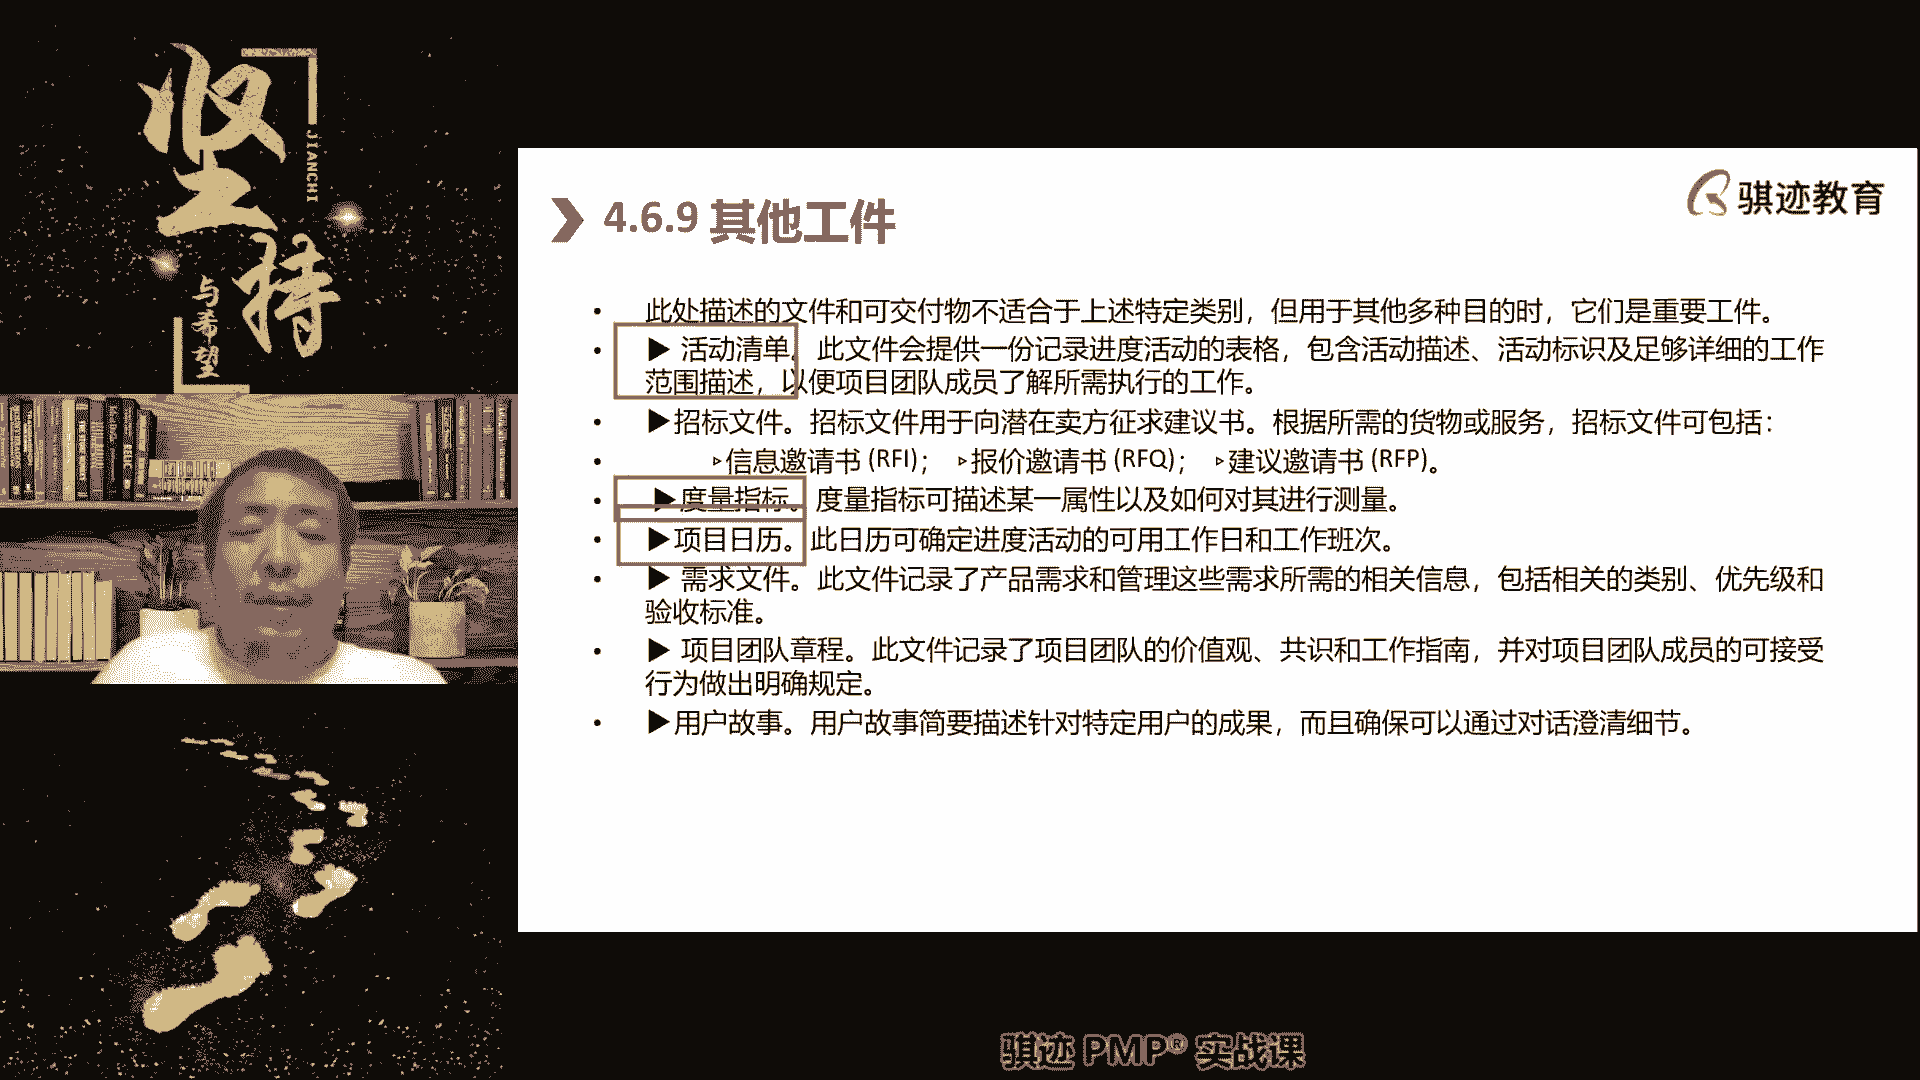 坚持
JIANCHI
与希望
骐迹教育
4.6.9 其他工件
• 此处描述的文件和可交付物不适合于上述特定类别，但用于其他多种目的时，它们是重要工件。
• ▶ 活动清单。此文件会提供一份记录进度活动的表格，包含活动描述、活动标识及足够详细的工作
范围描述，以便项目团队成员了解所需执行的工作。
• ▶招标文件。招标文件用于向潜在卖方征求建议书。根据所需的货物或服务，招标文件可包括：
• ▹信息邀请书 (RFI)； ▹报价邀请书 (RFQ)； ▹建议邀请书 (RFP)。
• ▶度量指标。度量指标可描述某一属性以及如何对其进行测量。
• ▶项目日历。此日历可确定进度活动的可用工作日和工作班次。
• ▶ 需求文件。此文件记录了产品需求和管理这些需求所需的相关信息，包括相关的类别、优先级和
验收标准。
• ▶ 项目团队章程。此文件记录了项目团队的价值观、共识和工作指南，并对项目团队成员的可接受
行为做出明确规定。
• ▶用户故事。用户故事简要描述针对特定用户的成果，而且确保可以通过对话澄清细节。
骐迹 PMP® 实战课